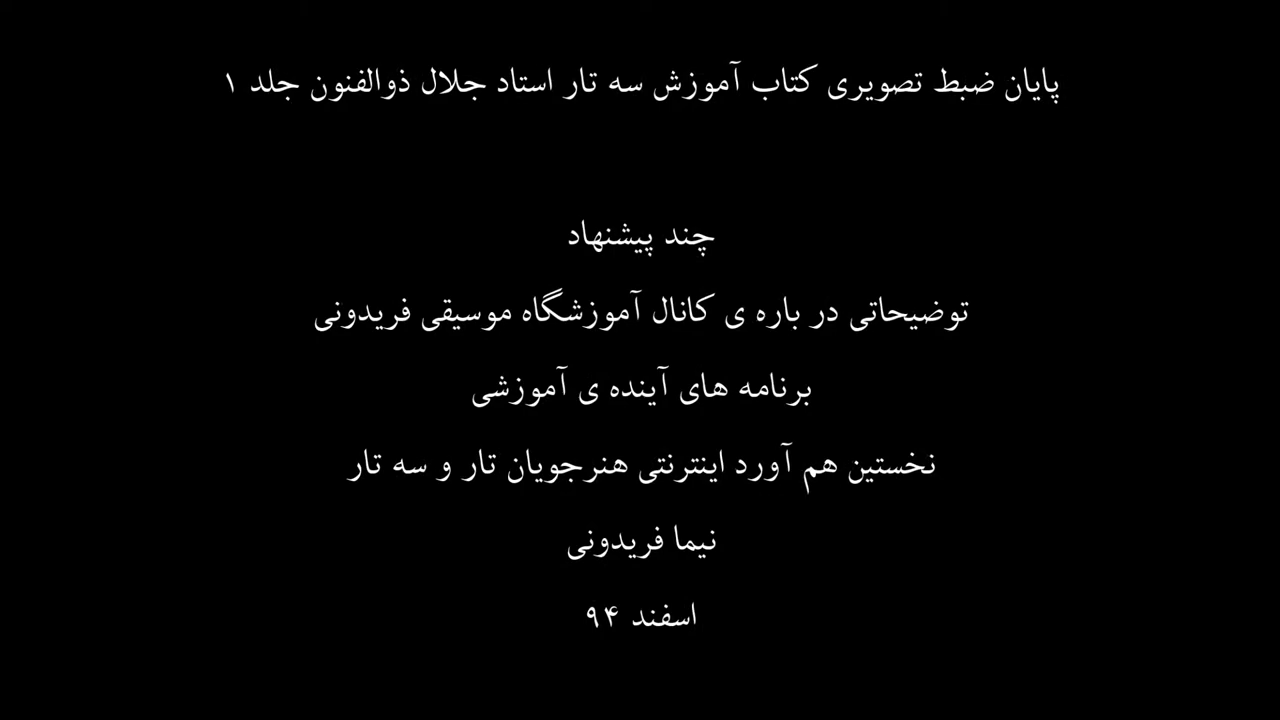 پایان ضبط تصویری کتاب آموزش سه تار استاد جلال ذوالفنون جلد ۱
چند پیشنهاد
توضیحاتی در باره ی کانال آموزشگاه موسیقی فریدونی
برنامه های آینده ی آموزشی
نخستین هم آورد اینترنتی هنرجویان تار و سه تار
نیما فریدونی
اسفند ۹۴